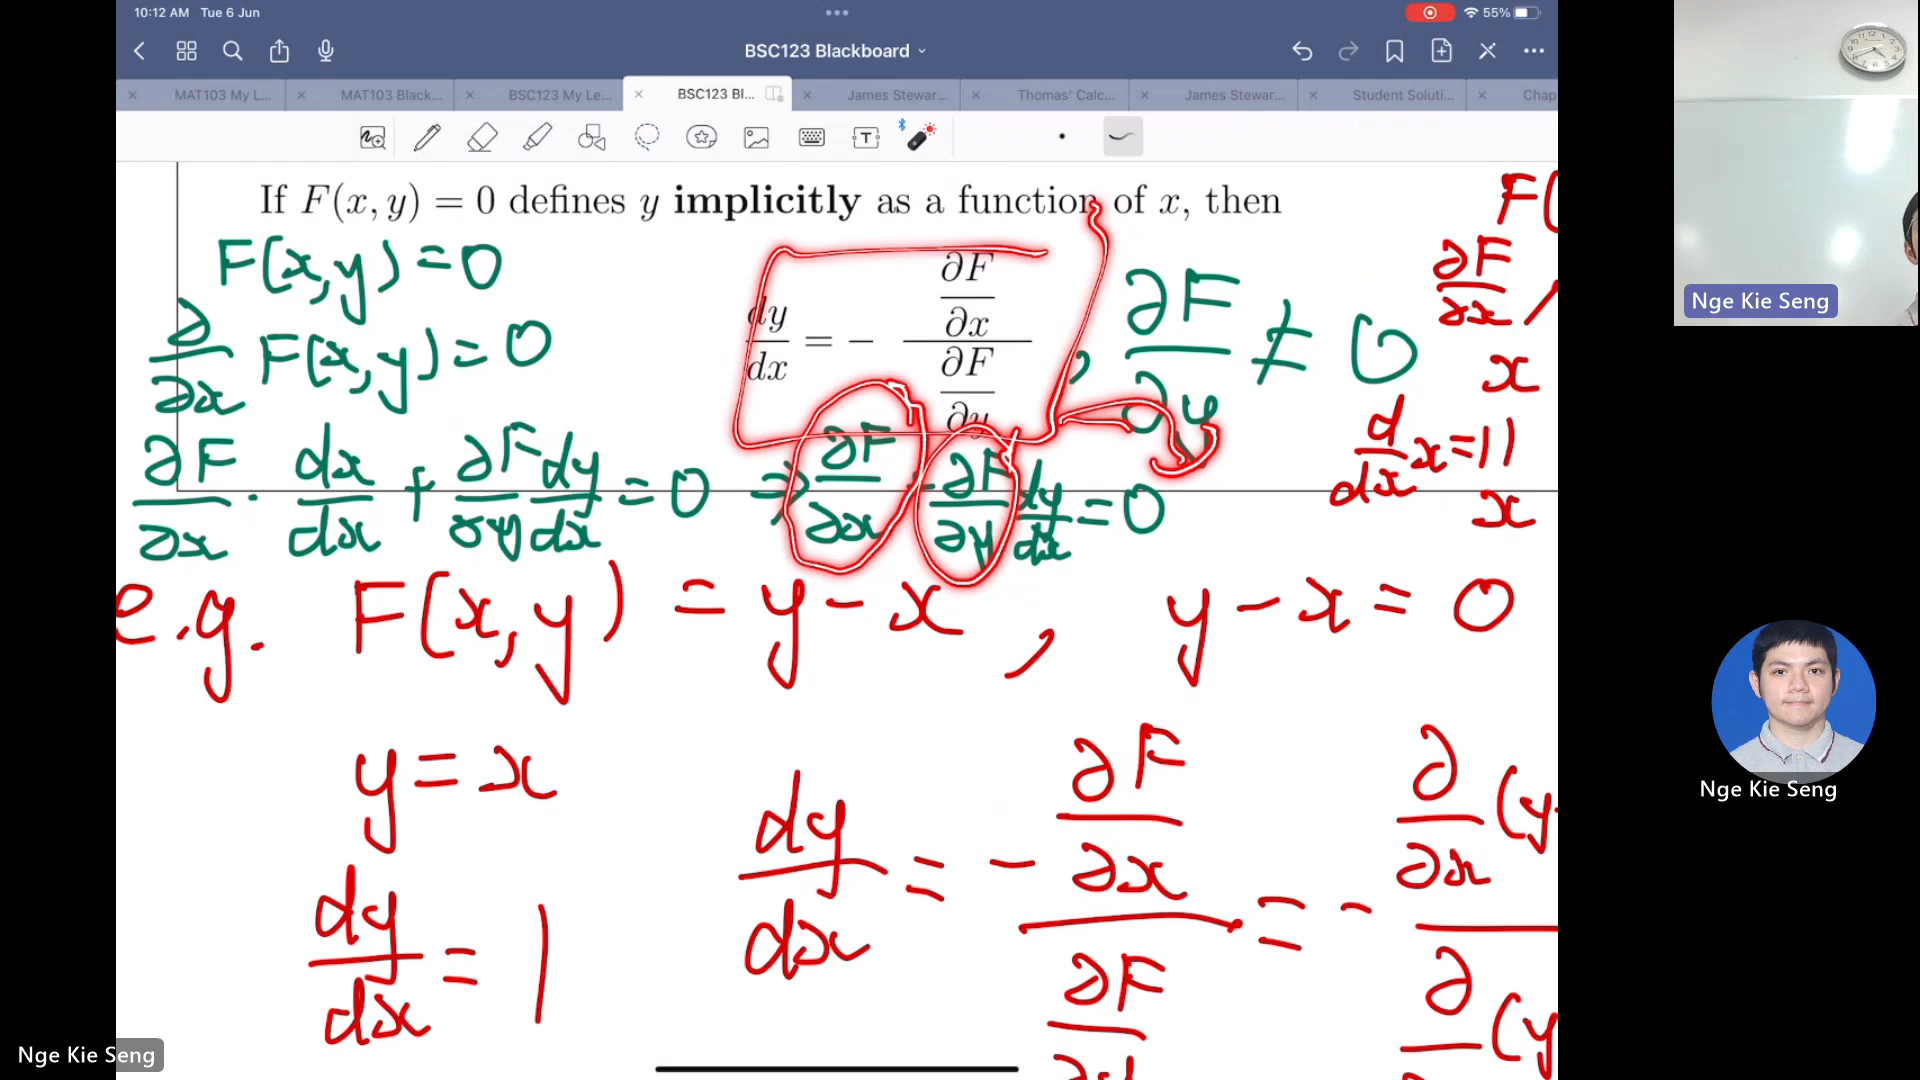 10:12 AM Tue 6 Jun
55%
BSC123 Blackboard
MAT103 My L...
MAT103 Black...
BSC123 My Le...
BSC123 Bl...
James Stewar...
Thomas' Calc...
James Stewar...
Student Soluti...
Chap
If F(x, y) = 0 defines y implicitly as a function of x, then
dy/dx = − (∂F/∂x)/(∂F/∂y), ∂F/∂y ≠ 0
F(x,y) = 0
∂/∂x F(x,y) = 0
∂F/∂x · dx/dx + ∂F/∂y dy/dx = 0 ⇒ ∂F/∂x + ∂F/∂y dy/dx = 0
F(
∂F/∂x
x
d/dx x = 1
x
e.g. F(x,y) = y − x , y − x = 0
y = x
dy/dx = 1
dy/dx = − (∂F/∂x)/(∂F/∂y) = − (∂/∂x (y
∂ (y
Nge Kie Seng
Nge Kie Seng
Nge Kie Seng